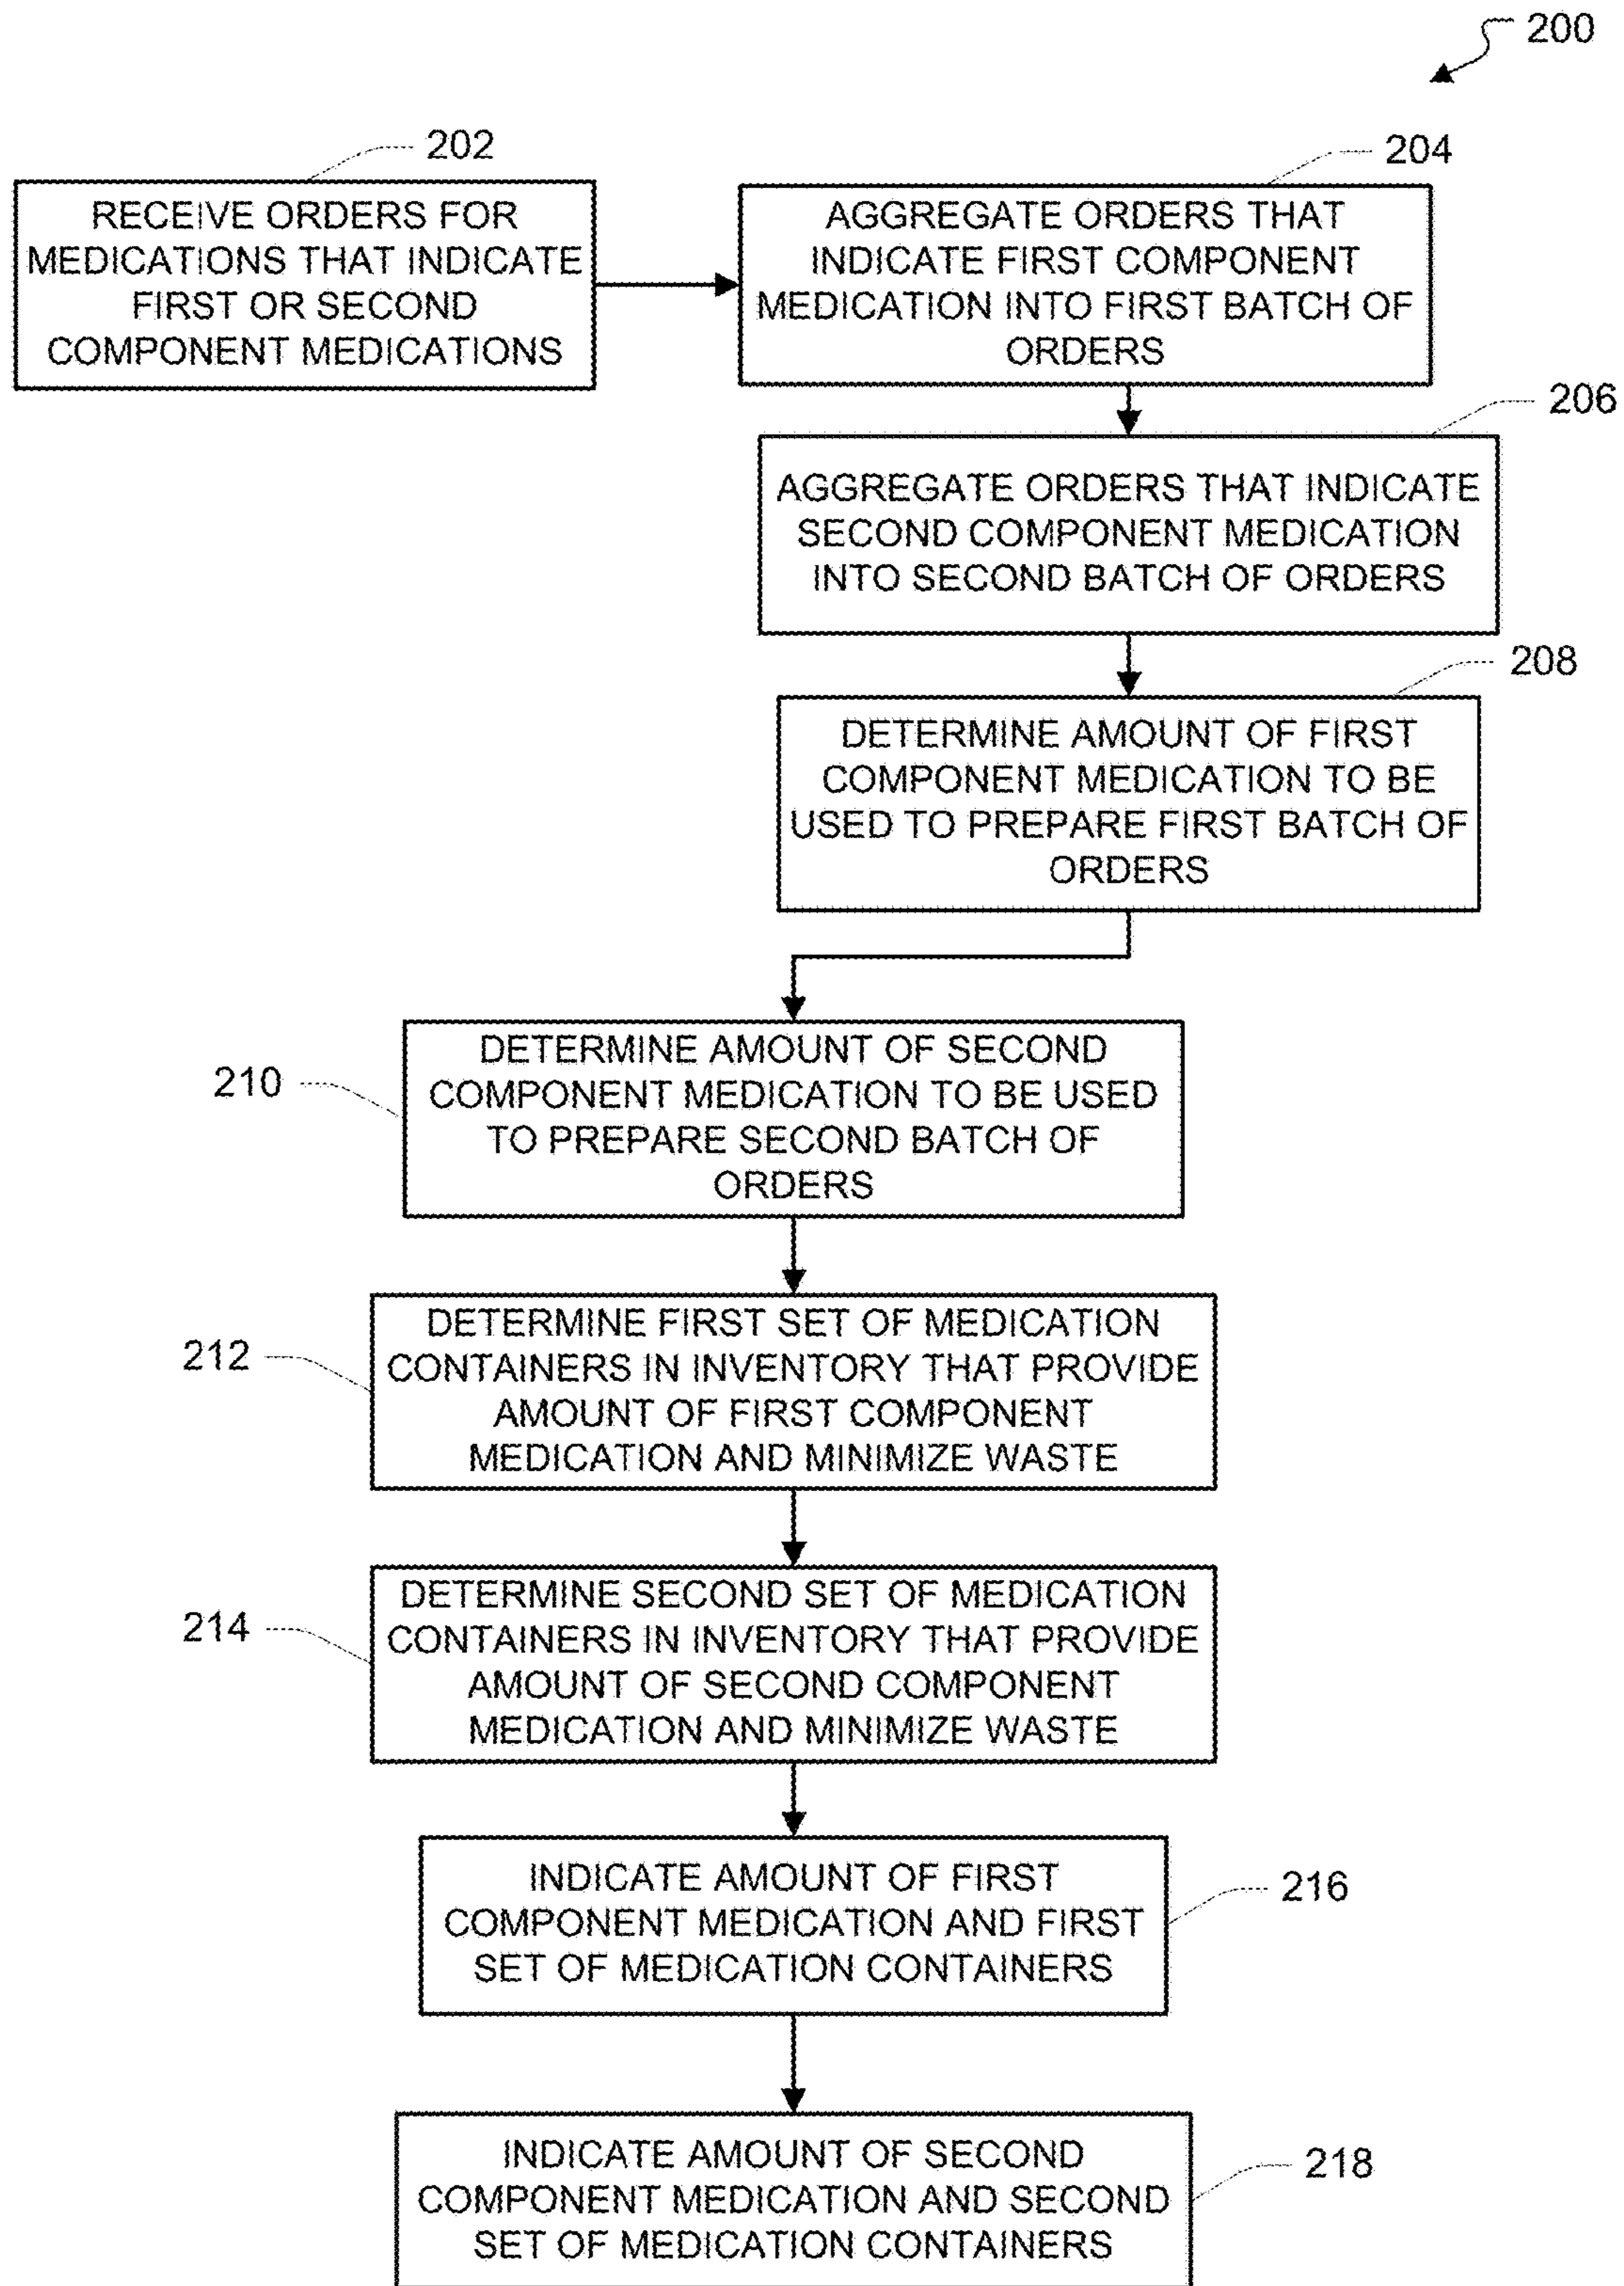 200
202
RECEIVE ORDERS FOR
MEDICATIONS THAT INDICATE
FIRST OR SECOND
COMPONENT MEDICATIONS
204
AGGREGATE ORDERS THAT
INDICATE FIRST COMPONENT
MEDICATION INTO FIRST BATCH OF
ORDERS
206
AGGREGATE ORDERS THAT INDICATE
SECOND COMPONENT MEDICATION
INTO SECOND BATCH OF ORDERS
208
DETERMINE AMOUNT OF FIRST
COMPONENT MEDICATION TO BE
USED TO PREPARE FIRST BATCH OF
ORDERS
210
DETERMINE AMOUNT OF SECOND
COMPONENT MEDICATION TO BE USED
TO PREPARE SECOND BATCH OF
ORDERS
212
DETERMINE FIRST SET OF MEDICATION
CONTAINERS IN INVENTORY THAT PROVIDE
AMOUNT OF FIRST COMPONENT
MEDICATION AND MINIMIZE WASTE
214
DETERMINE SECOND SET OF MEDICATION
CONTAINERS IN INVENTORY THAT PROVIDE
AMOUNT OF SECOND COMPONENT
MEDICATION AND MINIMIZE WASTE
216
INDICATE AMOUNT OF FIRST
COMPONENT MEDICATION AND FIRST
SET OF MEDICATION CONTAINERS
218
INDICATE AMOUNT OF SECOND
COMPONENT MEDICATION AND SECOND
SET OF MEDICATION CONTAINERS